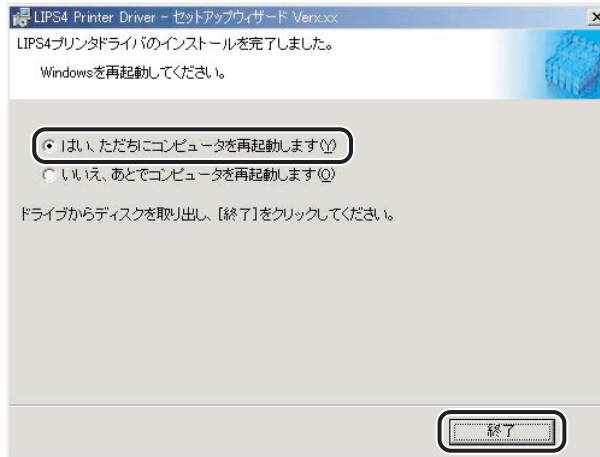 LIPS4 Printer Driver - セットアップウィザード Verx.xx
LIPS4プリンタドライバのインストールを完了しました。
Windowsを再起動してください。
はい、ただちにコンピュータを再起動します(Y)
いいえ、あとでコンピュータを再起動します(O)
ドライブからディスクを取り出し、[終了]をクリックしてください。
終了